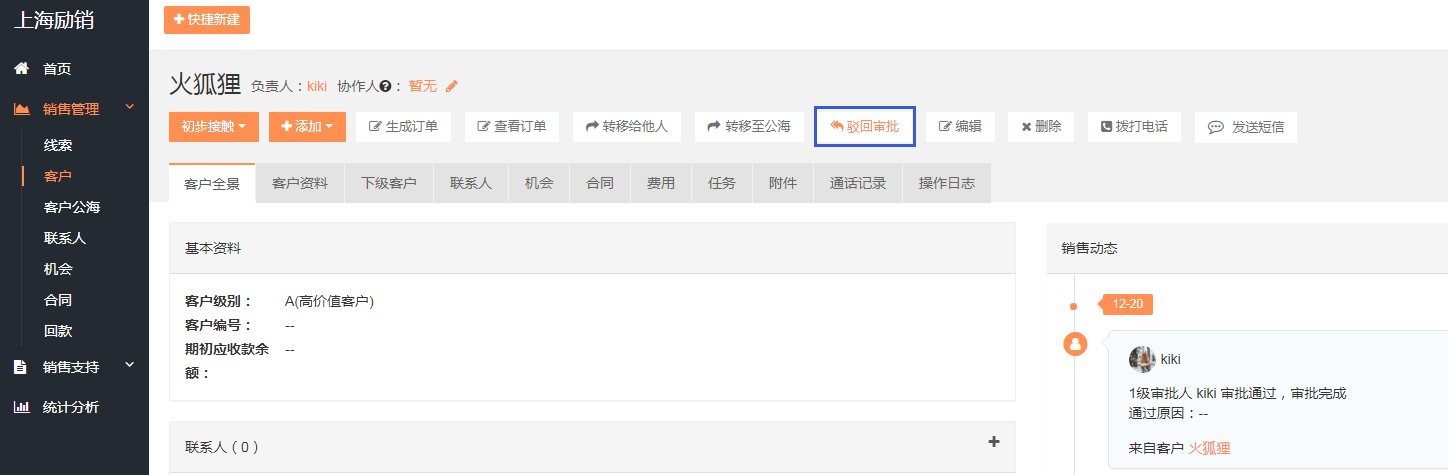 上海励销
快捷新建
首页
销售管理
线索
客户
客户公海
联系人
机会
合同
回款
销售支持
统计分析
火狐狸 负责人：kiki 协作人？： 暂无
初步接触 添加 生成订单 查看订单 转移给他人 转移至公海 驳回审批 编辑 删除 拨打电话 发送短信
客户全景 客户资料 下级客户 联系人 机会 合同 费用 任务 附件 通话记录 操作日志
基本资料
客户级别： A(高价值客户)
客户编号： --
期初应收款余 --
额：
联系人（0）
销售动态
12-20
kiki
1级审批人 kiki 审批通过，审批完成
通过原因：--
来自客户 火狐狸